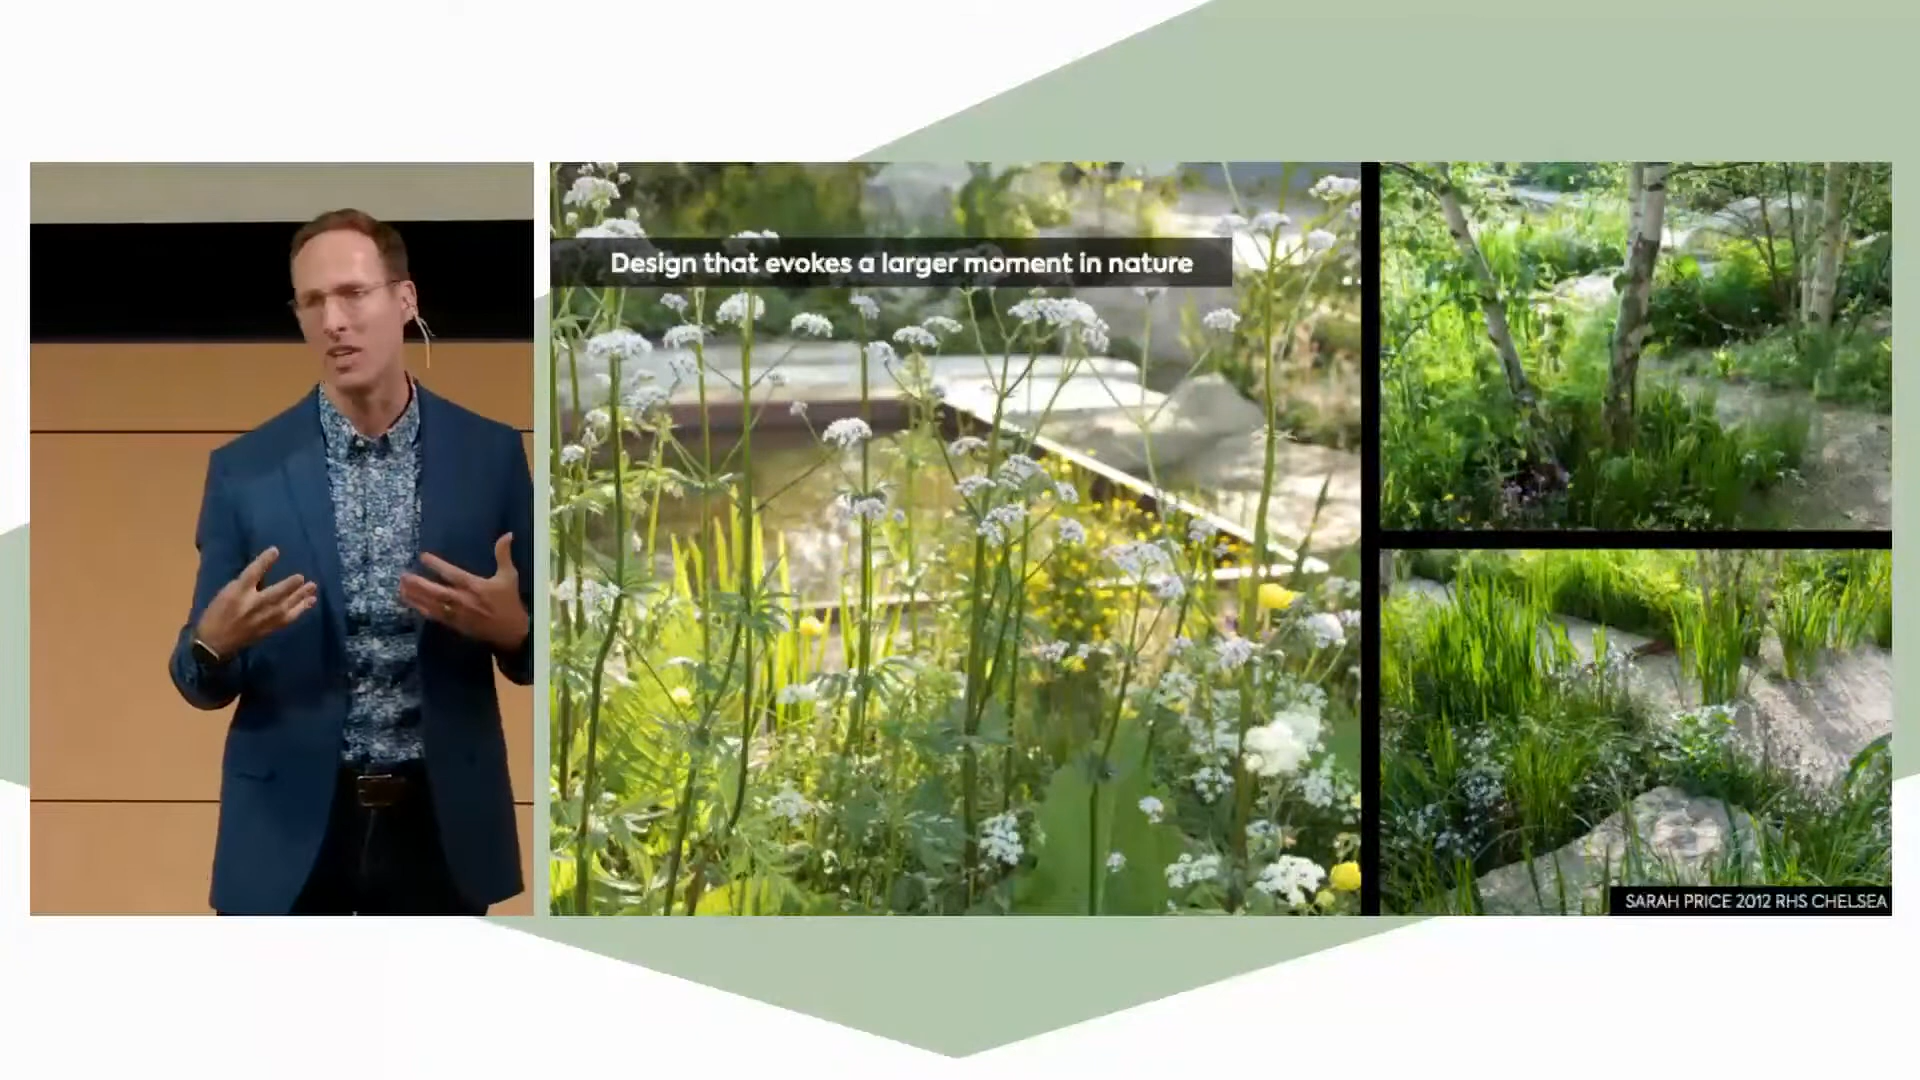 Design that evokes a larger moment in nature
SARAH PRICE 2012 RHS CHELSEA